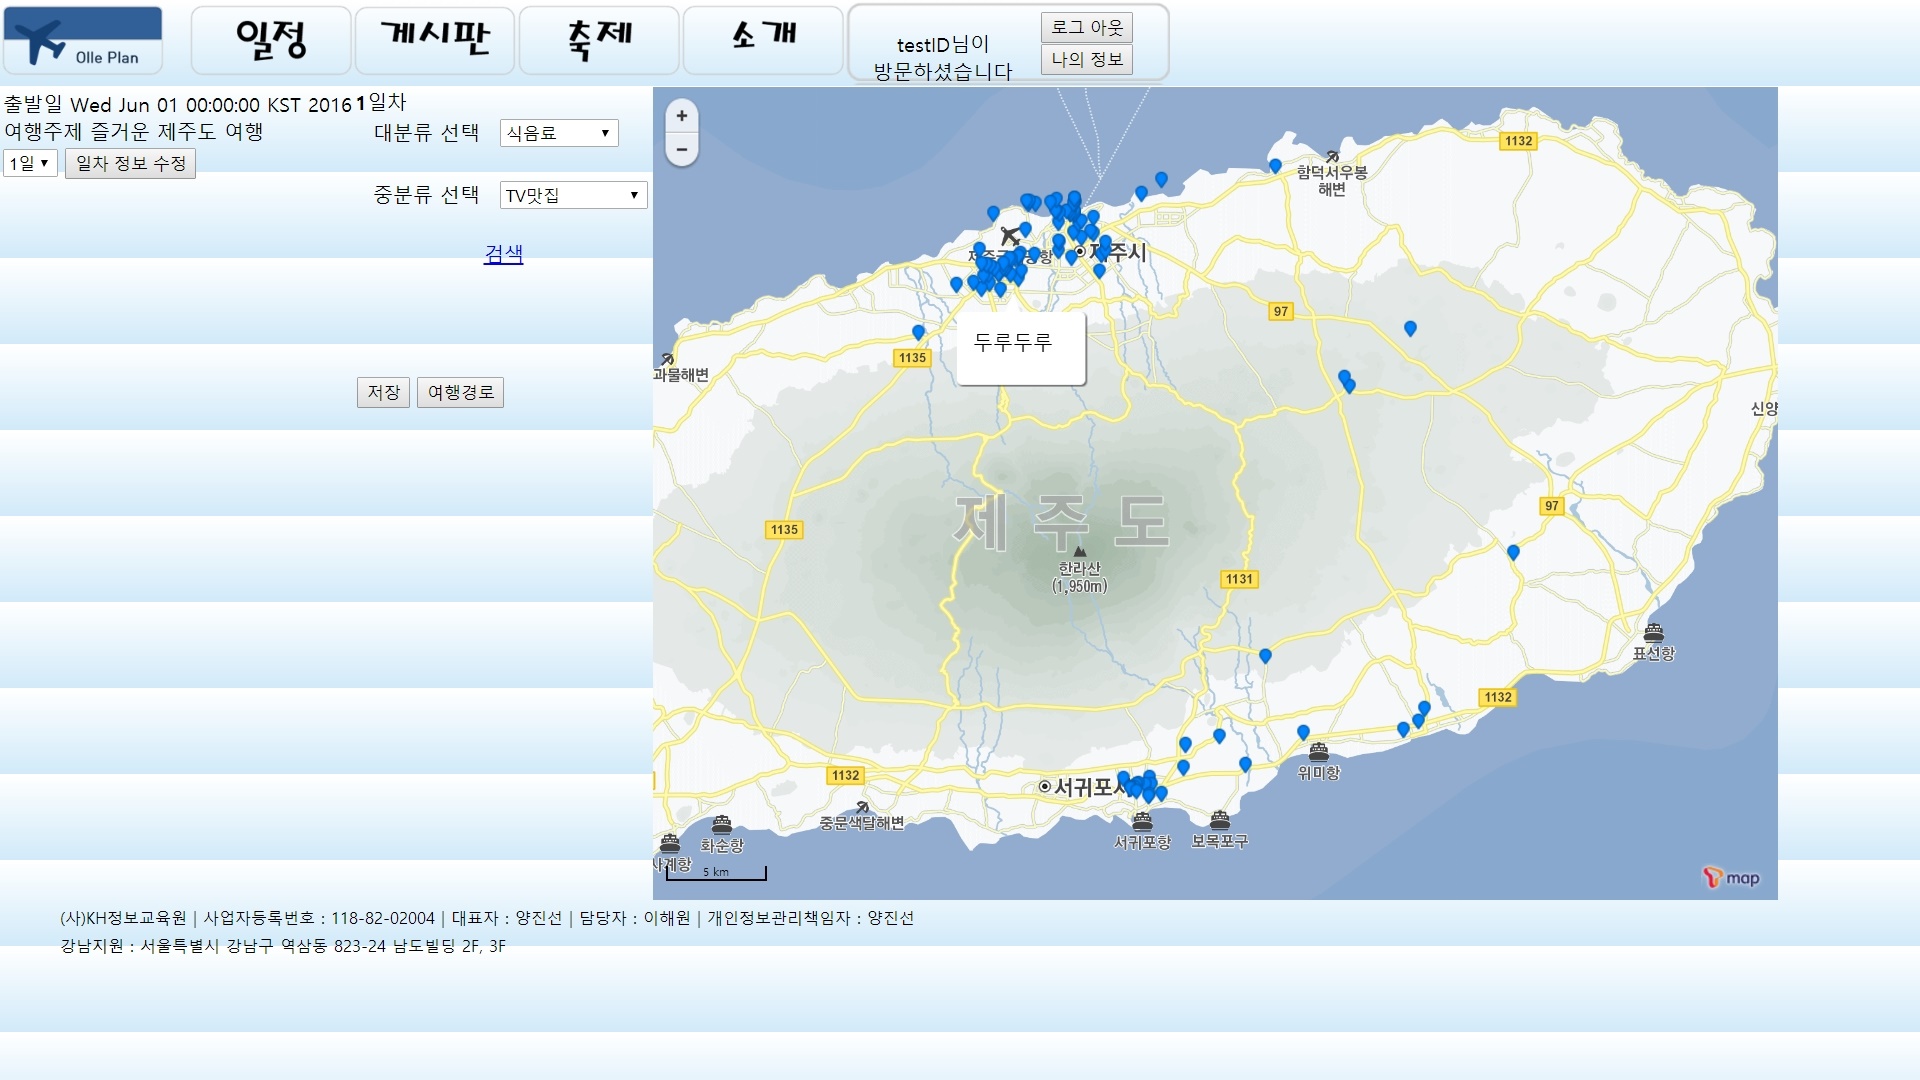 Olle Plan
일정
게시판
축제
소개
testID님이
방문하셨습니다
로그 아웃
나의 정보
출발일 Wed Jun 01 00:00:00 KST 2016
여행주제 즐거운 제주도 여행
1일
일차 정보 수정
1일차
대분류 선택
식음료
중분류 선택
TV맛집
검색
저장
여행경로
+
−
1132
함덕서우봉
해변
제주시
97
1135
두루두루
과물해변
신양
제 주 도
1135
한라산
(1,950m)
1131
97
표선항
1132
1132
서귀포시
위미항
중문색달해변
화순항
서귀포항
보목포구
사계항
5 km
map
(사)KH정보교육원 | 사업자등록번호 : 118-82-02004 | 대표자 : 양진선 | 담당자 : 이해원 | 개인정보관리책임자 : 양진선
강남지원 : 서울특별시 강남구 역삼동 823-24 남도빌딩 2F, 3F